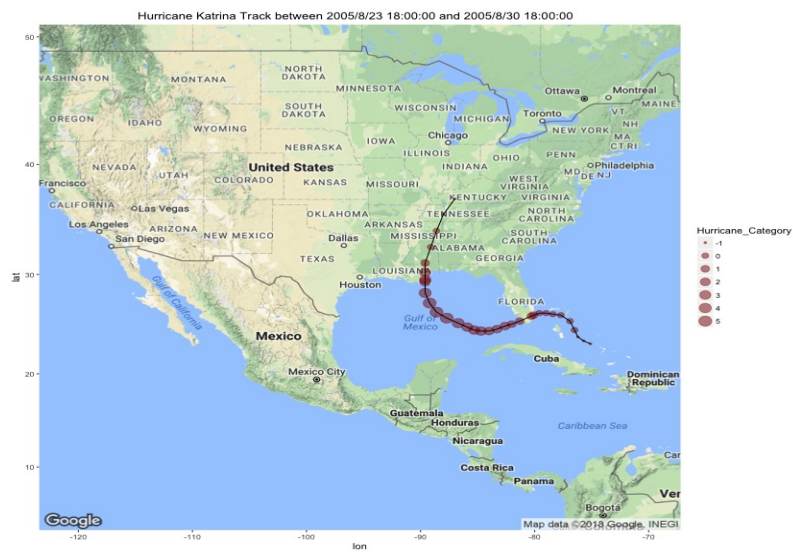 Hurricane Katrina Track between 2005/8/23 18:00:00 and 2005/8/30 18:00:00
50
40
30
20
10
lat
-120
-110
-100
-90
-80
-70
lon
WASHINGTON
MONTANA
NORTH
DAKOTA
MINNESOTA
Ottawa
Montreal
MAINE
OREGON
IDAHO
SOUTH
DAKOTA
WISCONSIN
MICHIGAN
Toronto
VT
NH
WYOMING
NEW YORK
MA
CT RI
Chicago
NEBRASKA
IOWA
ILLINOIS
INDIANA
OHIO
PENN
Philadelphia
NEVADA
UTAH
COLORADO
United States
KANSAS
MISSOURI
WEST
VIRGINIA
MD
DE
NJ
Francisco
CALIFORNIA
Las Vegas
KENTUCKY
VIRGINIA
Los Angeles
ARIZONA
NEW MEXICO
OKLAHOMA
ARKANSAS
TENNESSEE
NORTH
CAROLINA
San Diego
Dallas
MISSISSIPPI
ALABAMA
SOUTH
CAROLINA
TEXAS
LOUISIANA
GEORGIA
Houston
Gulf of
California
FLORIDA
Gulf of
Mexico
Mexico
Mexico City
Cuba
Dominican
Republic
Guatemala
Honduras
Caribbean Sea
Nicaragua
Costa Rica
Panama
Car
Ver
Bogotá
Google
Map data ©2018 Google, INEGI
Colombia
Hurricane_Category
-1
0
1
2
3
4
5